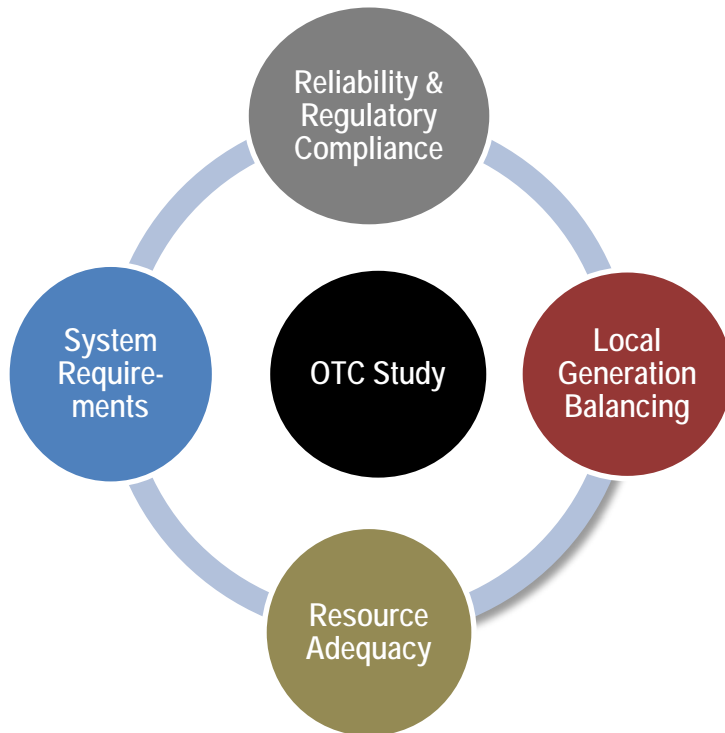 Reliability &
Regulatory
Compliance
System
Require-
ments
OTC Study
Local
Generation
Balancing
Resource
Adequacy